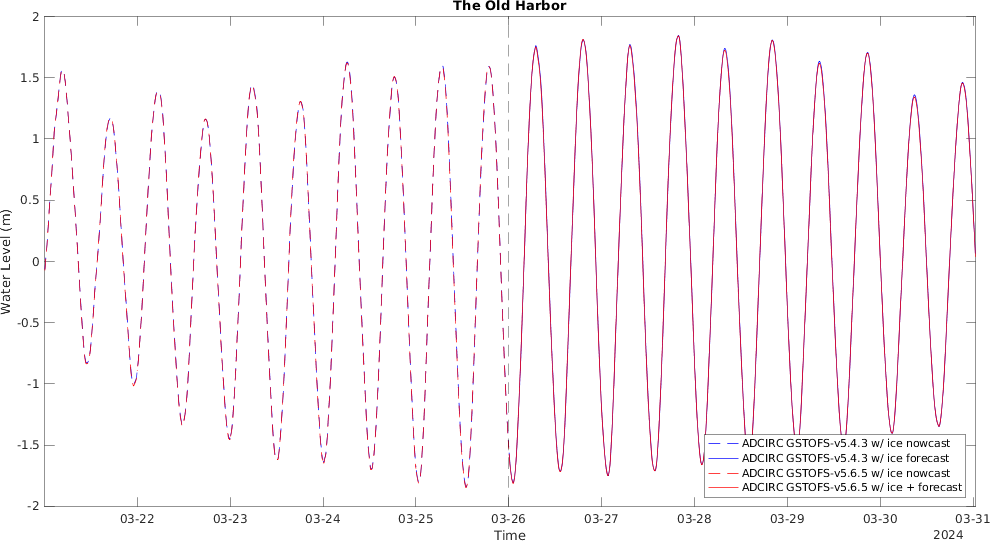 The Old Harbor
2
1.5
1
0.5
0
-0.5
-1
-1.5
-2
Water Level (m)
ADCIRC GSTOFS-v5.4.3 w/ ice nowcast
ADCIRC GSTOFS-v5.4.3 w/ ice forecast
ADCIRC GSTOFS-v5.6.5 w/ ice nowcast
ADCIRC GSTOFS-v5.6.5 w/ ice + forecast
03-22 03-23 03-24 03-25 03-26 03-27 03-28 03-29 03-30 03-31
Time
2024